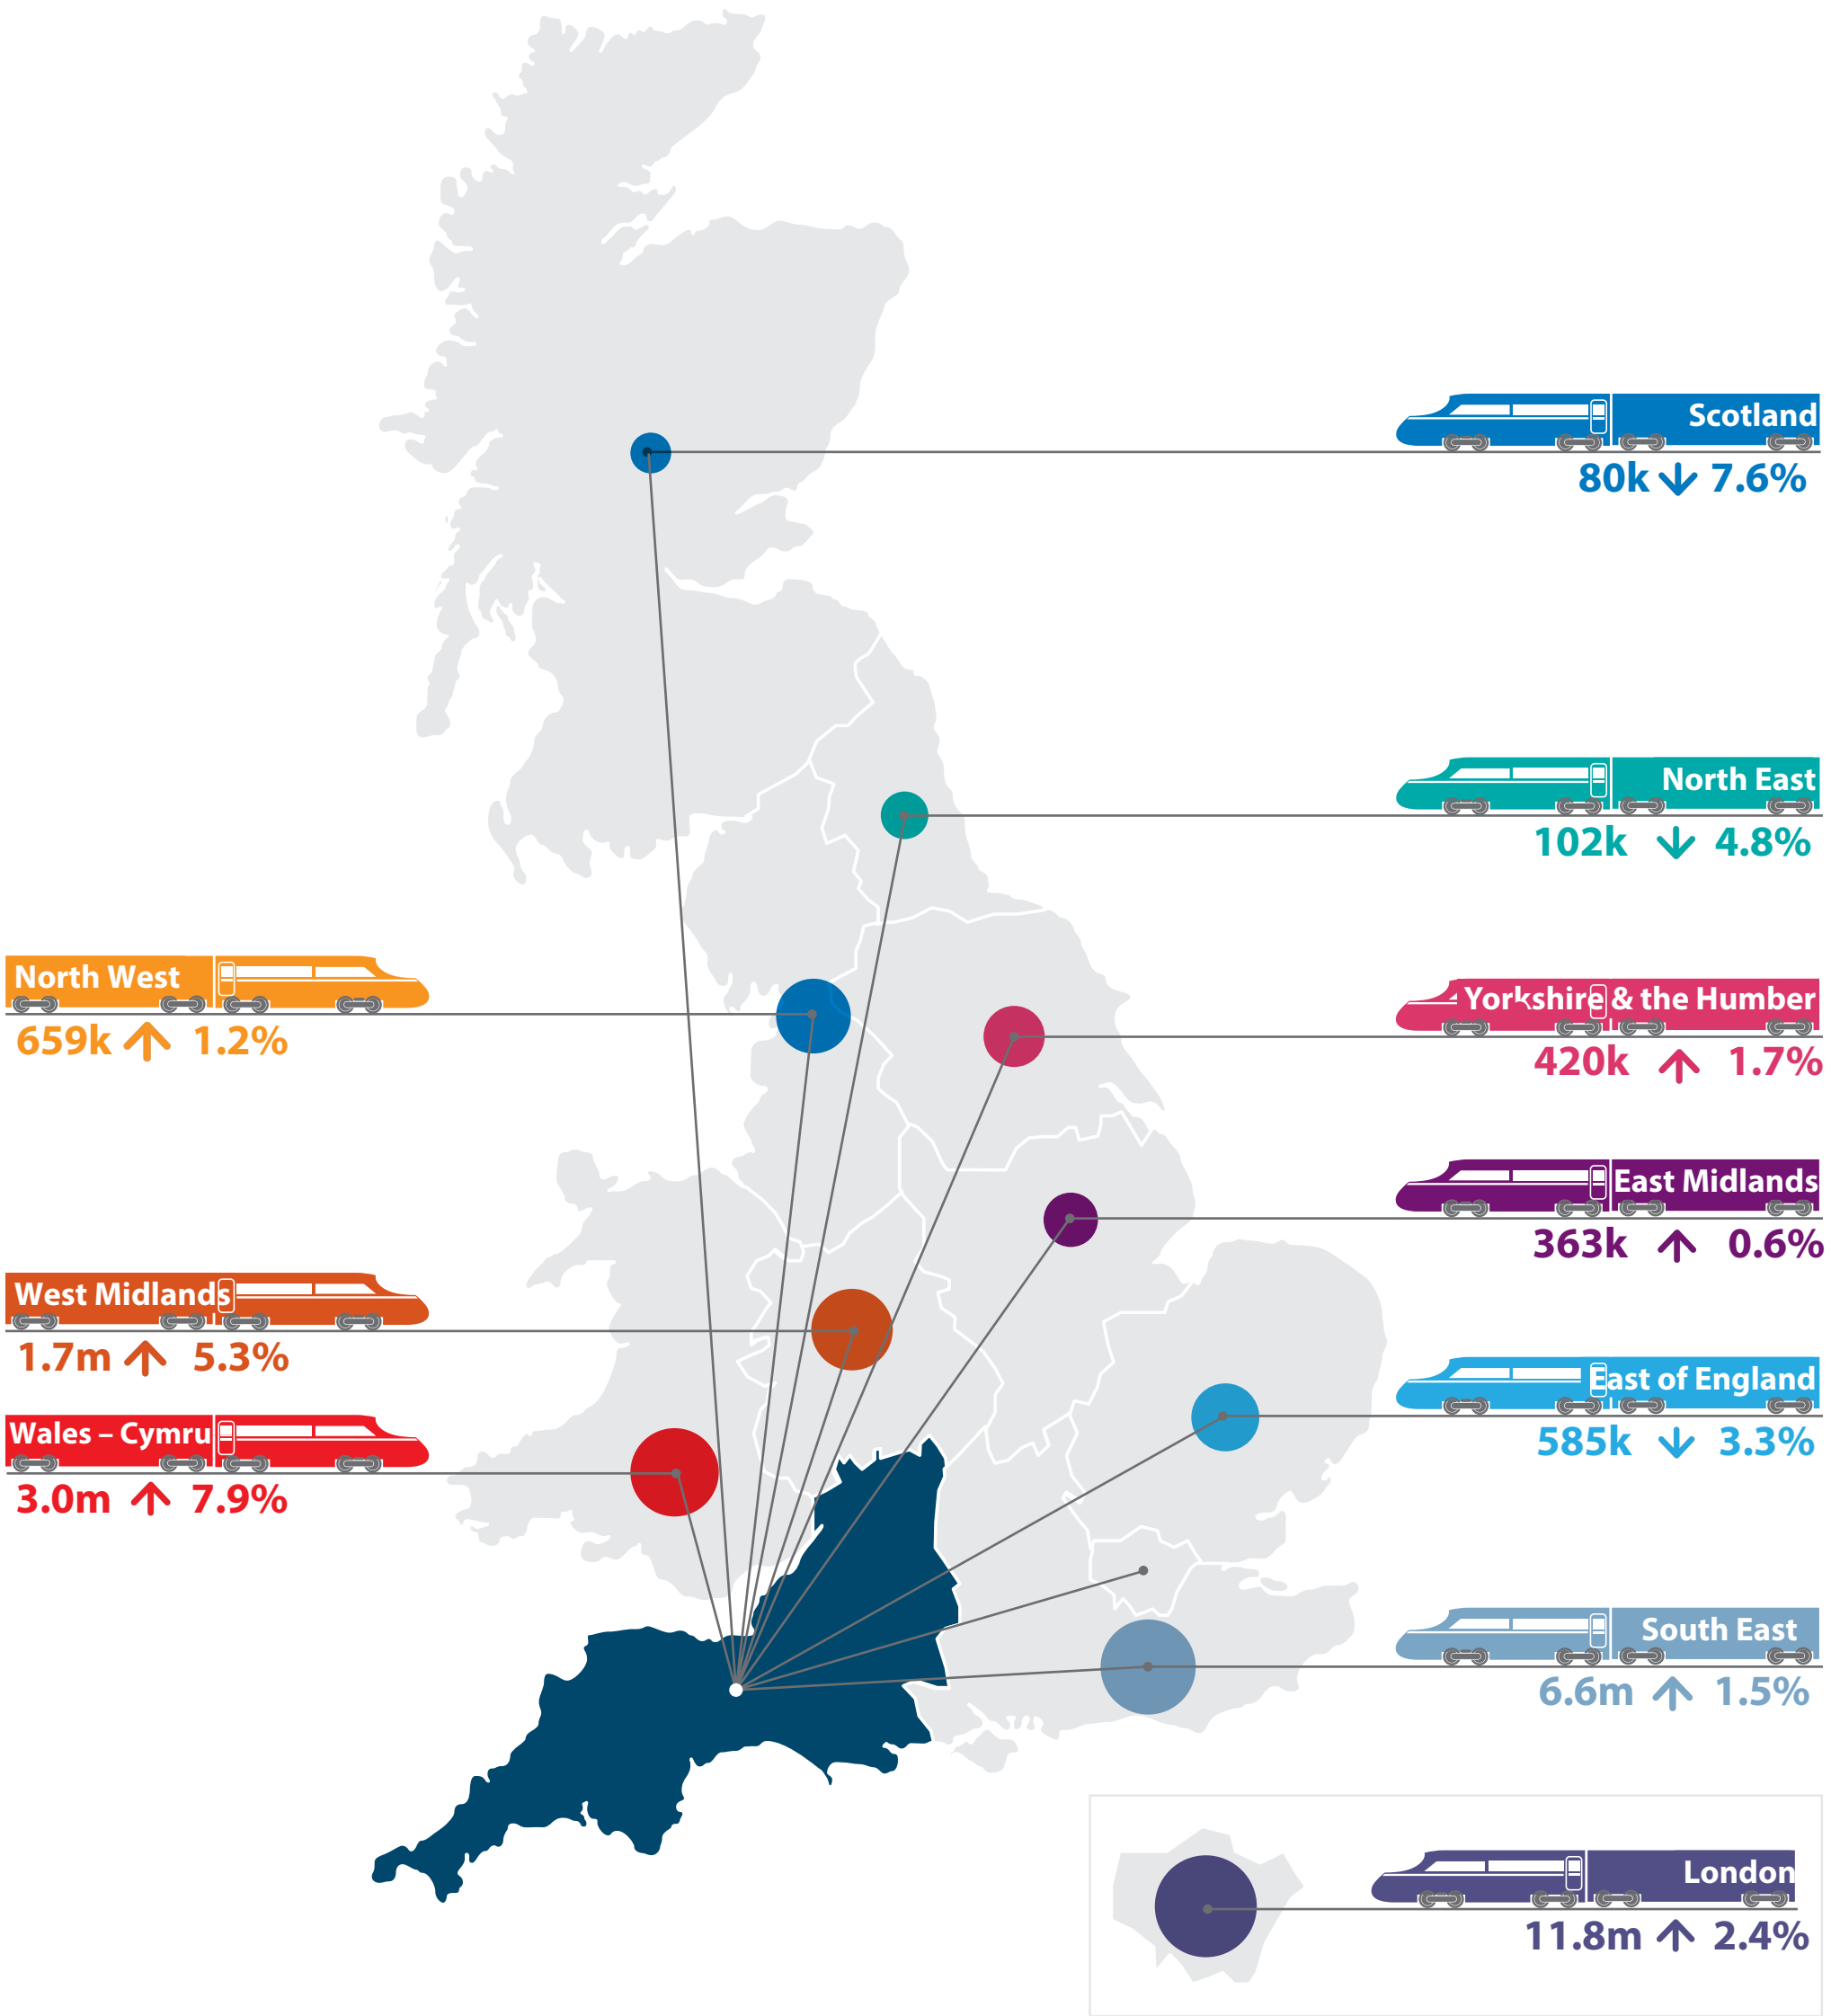 Scotland
80k ↓ 7.6%
North East
102k ↓ 4.8%
North West
659k ↑ 1.2%
Yorkshire & the Humber
420k ↑ 1.7%
East Midlands
363k ↑ 0.6%
West Midlands
1.7m ↑ 5.3%
East of England
585k ↓ 3.3%
Wales – Cymru
3.0m ↑ 7.9%
South East
6.6m ↑ 1.5%
London
11.8m ↑ 2.4%